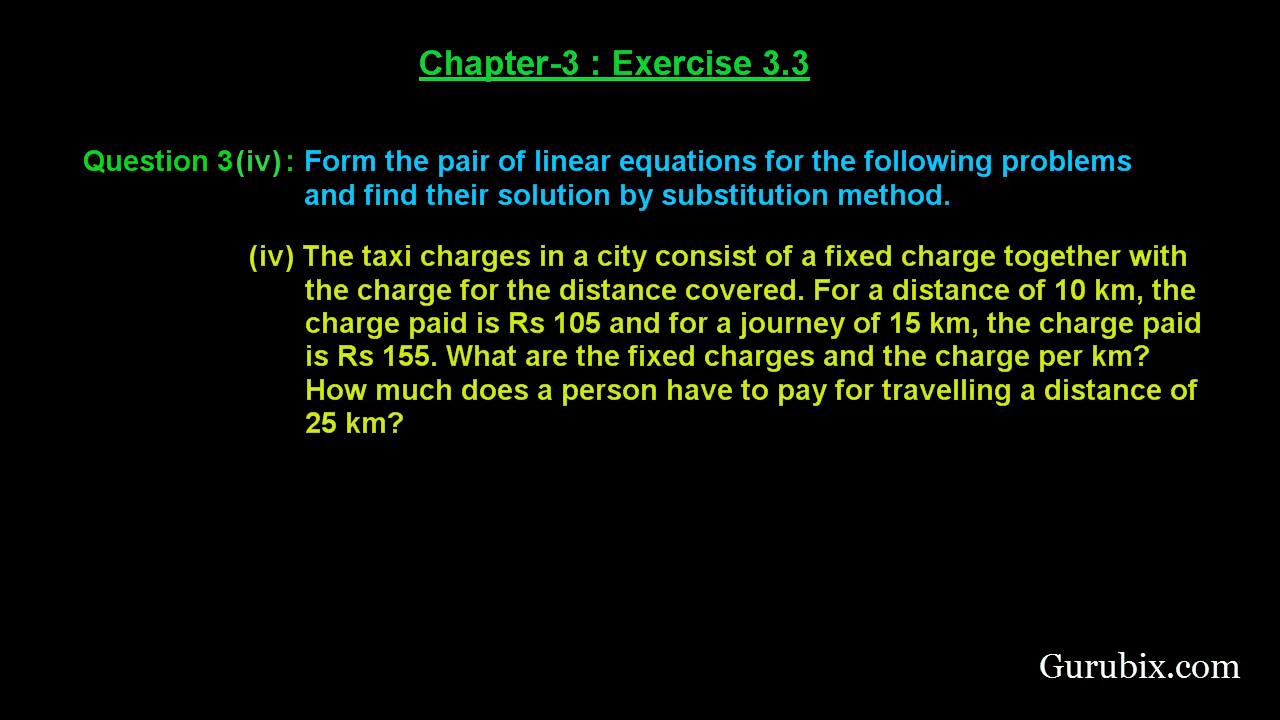 Chapter-3 : Exercise 3.3
Question 3(iv) : Form the pair of linear equations for the following problems
and find their solution by substitution method.
(iv) The taxi charges in a city consist of a fixed charge together with
the charge for the distance covered. For a distance of 10 km, the
charge paid is Rs 105 and for a journey of 15 km, the charge paid
is Rs 155. What are the fixed charges and the charge per km?
How much does a person have to pay for travelling a distance of
25 km?
Gurubix.com